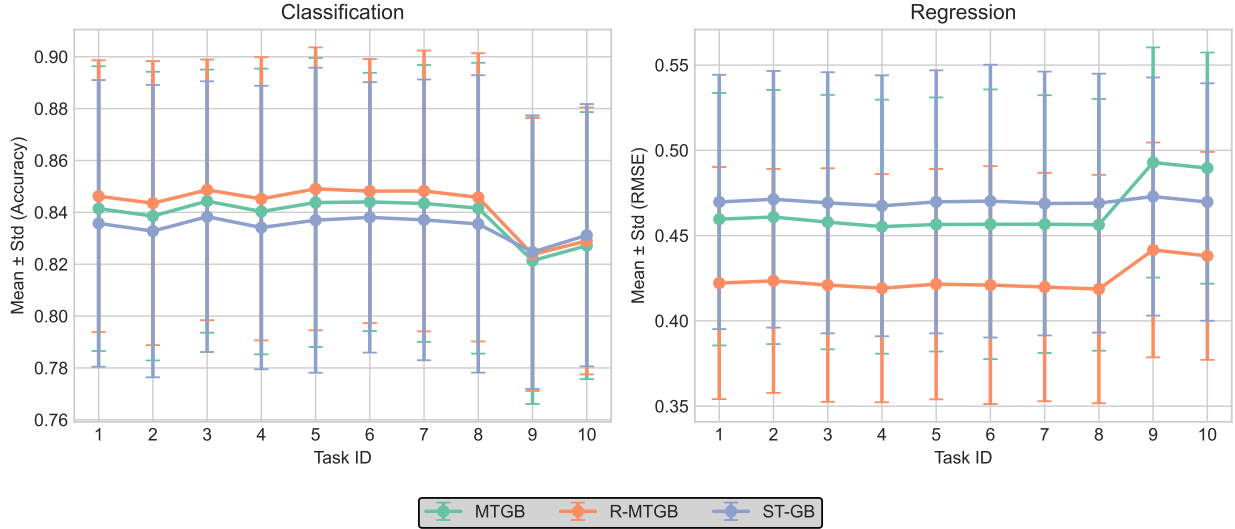 Classification
Mean ± Std (Accuracy)
0.90
0.88
0.86
0.84
0.82
0.80
0.78
0.76
1 2 3 4 5 6 7 8 9 10
Task ID
Regression
Mean ± Std (RMSE)
0.55
0.50
0.45
0.40
0.35
1 2 3 4 5 6 7 8 9 10
Task ID
MTGB R-MTGB ST-GB